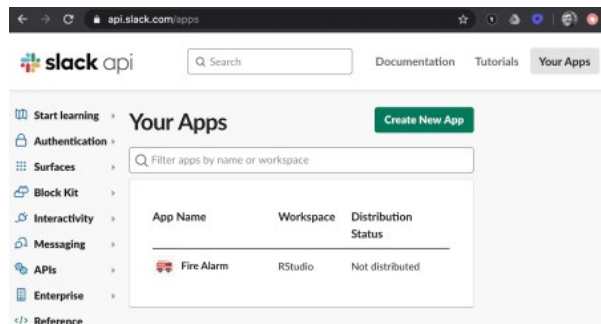 api.slack.com/apps
slack api
Search
Documentation
Tutorials
Your Apps
Start learning
Authentication
Surfaces
Block Kit
Interactivity
Messaging
APIs
Enterprise
Reference
Your Apps
Create New App
Filter apps by name or workspace
App Name Workspace Distribution Status
Fire Alarm RStudio Not distributed